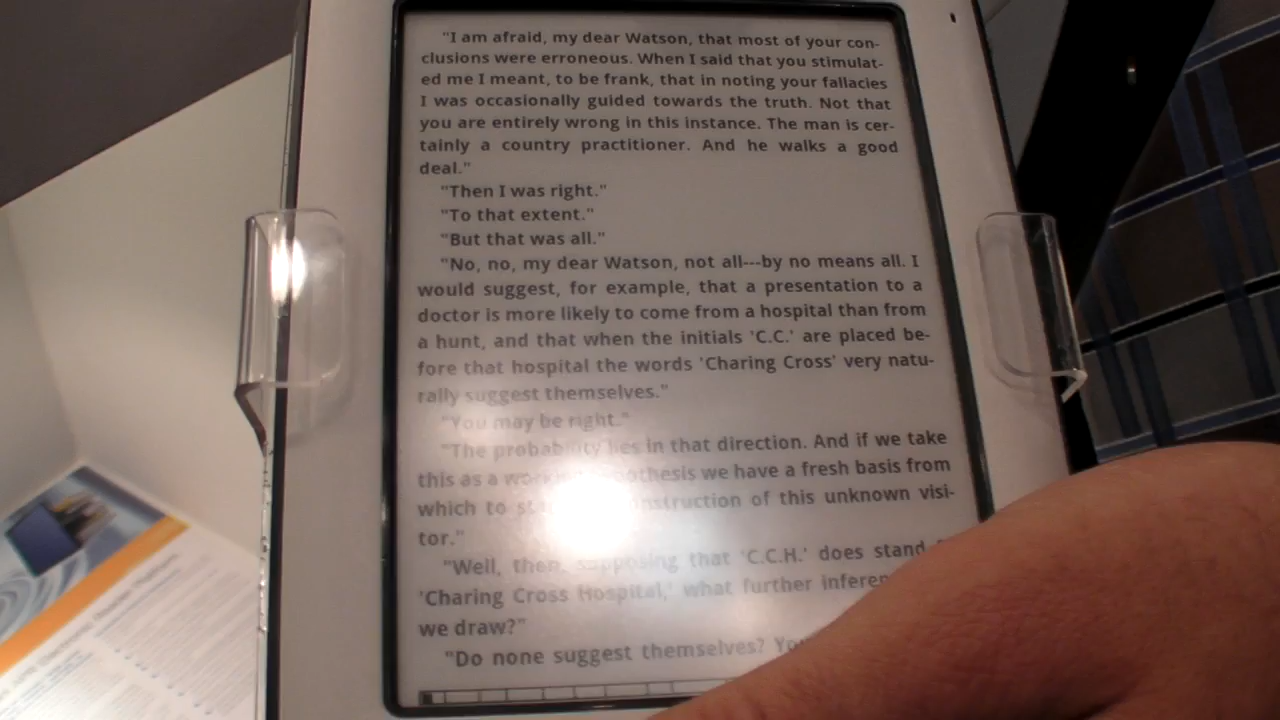 "I am afraid, my dear Watson, that most of your con-
clusions were erroneous. When I said that you stimulat-
ed me I meant, to be frank, that in noting your fallacies
I was occasionally guided towards the truth. Not that
you are entirely wrong in this instance. The man is cer-
tainly a country practitioner. And he walks a good
deal."
"Then I was right."
"To that extent."
"But that was all."
"No, no, my dear Watson, not all---by no means all. I
would suggest, for example, that a presentation to a
doctor is more likely to come from a hospital than from
a hunt, and that when the initials 'C.C.' are placed be-
fore that hospital the words 'Charing Cross' very natu-
rally suggest themselves."
"You may be right."
"The probability lies in that direction. And if we take
this as a working hypothesis we have a fresh basis from
which to of this unknown visi-
tor."
"Well, then, supposing that 'C.C.H.' does stand
'Charing Cross Hospital,' what further
we draw?"
"Do none suggest themselves?